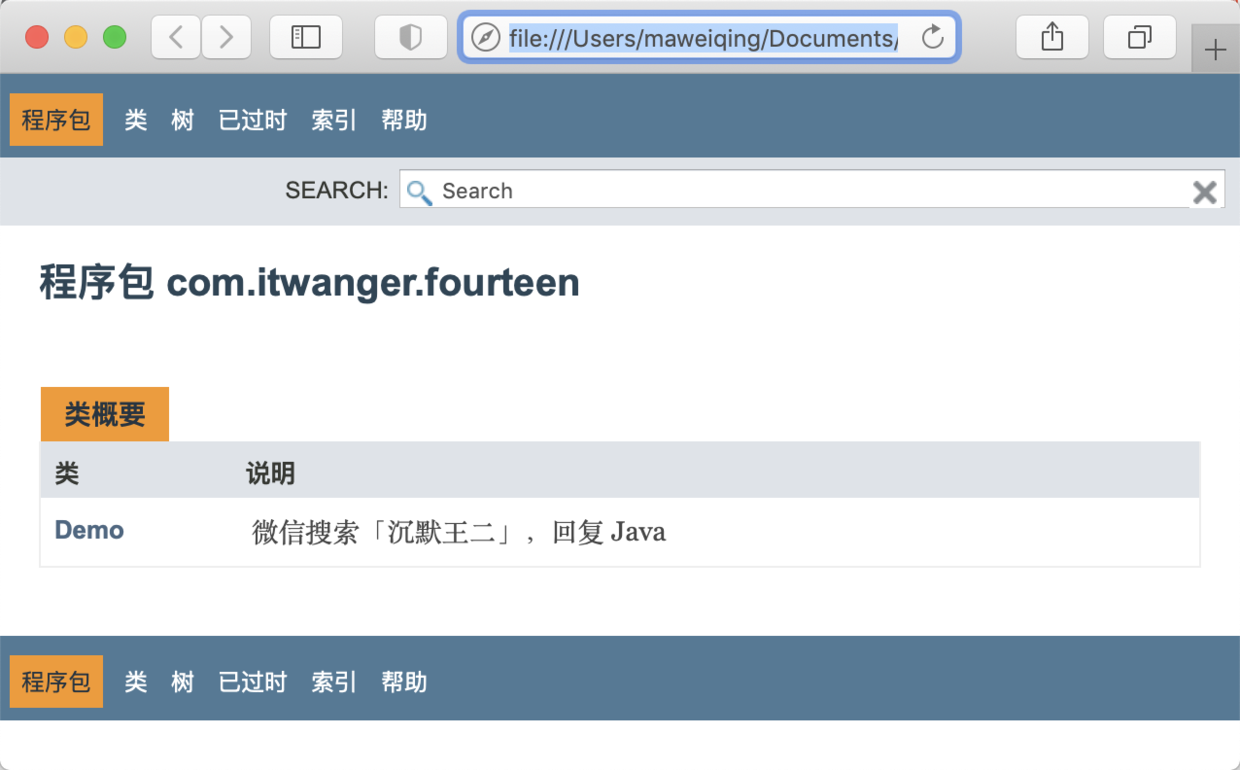 file:///Users/maweiqing/Documents/
程序包 类 树 已过时 索引 帮助
SEARCH: Search
程序包 com.itwanger.fourteen
类概要
类 说明
Demo 微信搜索「沉默王二」，回复 Java
程序包 类 树 已过时 索引 帮助